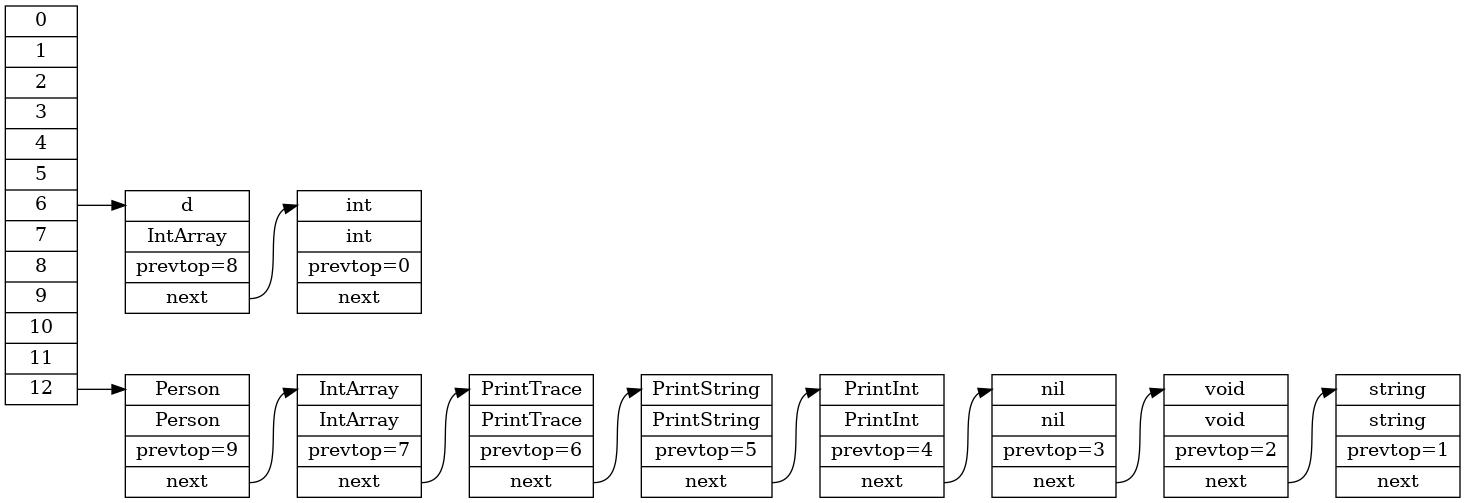 0
1
2
3
4
5
6
7
8
9
10
11
12
d
IntArray
prevtop=8
next
int
int
prevtop=0
next
Person
Person
prevtop=9
next
IntArray
IntArray
prevtop=7
next
PrintTrace
PrintTrace
prevtop=6
next
PrintString
PrintString
prevtop=5
next
PrintInt
PrintInt
prevtop=4
next
nil
nil
prevtop=3
next
void
void
prevtop=2
next
string
string
prevtop=1
next